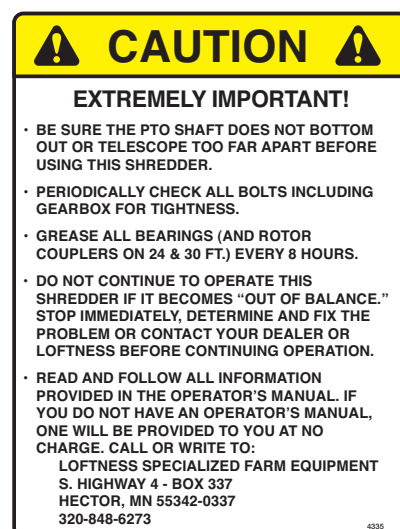 CAUTION
EXTREMELY IMPORTANT!
• BE SURE THE PTO SHAFT DOES NOT BOTTOM
OUT OR TELESCOPE TOO FAR APART BEFORE
USING THIS SHREDDER.
• PERIODICALLY CHECK ALL BOLTS INCLUDING
GEARBOX FOR TIGHTNESS.
• GREASE ALL BEARINGS (AND ROTOR
COUPLERS ON 24 & 30 FT.) EVERY 8 HOURS.
• DO NOT CONTINUE TO OPERATE THIS
SHREDDER IF IT BECOMES “OUT OF BALANCE.”
STOP IMMEDIATELY, DETERMINE AND FIX THE
PROBLEM OR CONTACT YOUR DEALER OR
LOFTNESS BEFORE CONTINUING OPERATION.
• READ AND FOLLOW ALL INFORMATION
PROVIDED IN THE OPERATOR’S MANUAL. IF
YOU DO NOT HAVE AN OPERATOR’S MANUAL,
ONE WILL BE PROVIDED TO YOU AT NO
CHARGE. CALL OR WRITE TO:
LOFTNESS SPECIALIZED FARM EQUIPMENT
S. HIGHWAY 4 - BOX 337
HECTOR, MN 55342-0337
320-848-6273
4335